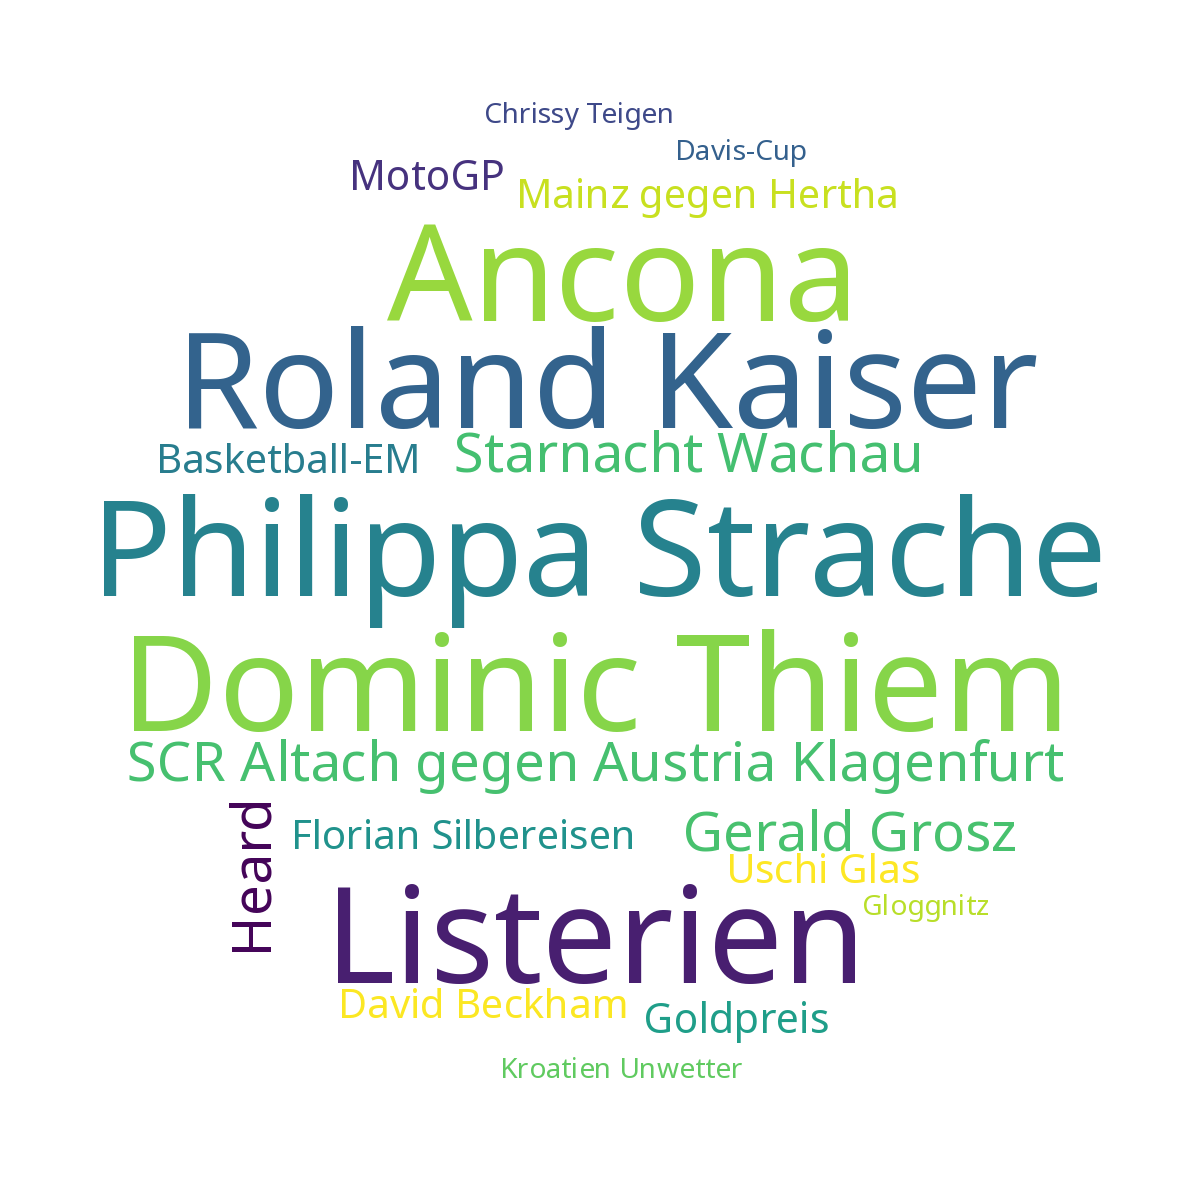 Chrissy Teigen
Davis-Cup
MotoGP
Mainz gegen Hertha
Ancona
Roland Kaiser
Basketball-EM
Starnacht Wachau
Philippa Strache
Dominic Thiem
SCR Altach gegen Austria Klagenfurt
Heard
Florian Silbereisen
Gerald Grosz
Uschi Glas
Gloggnitz
Listerien
David Beckham
Goldpreis
Kroatien Unwetter